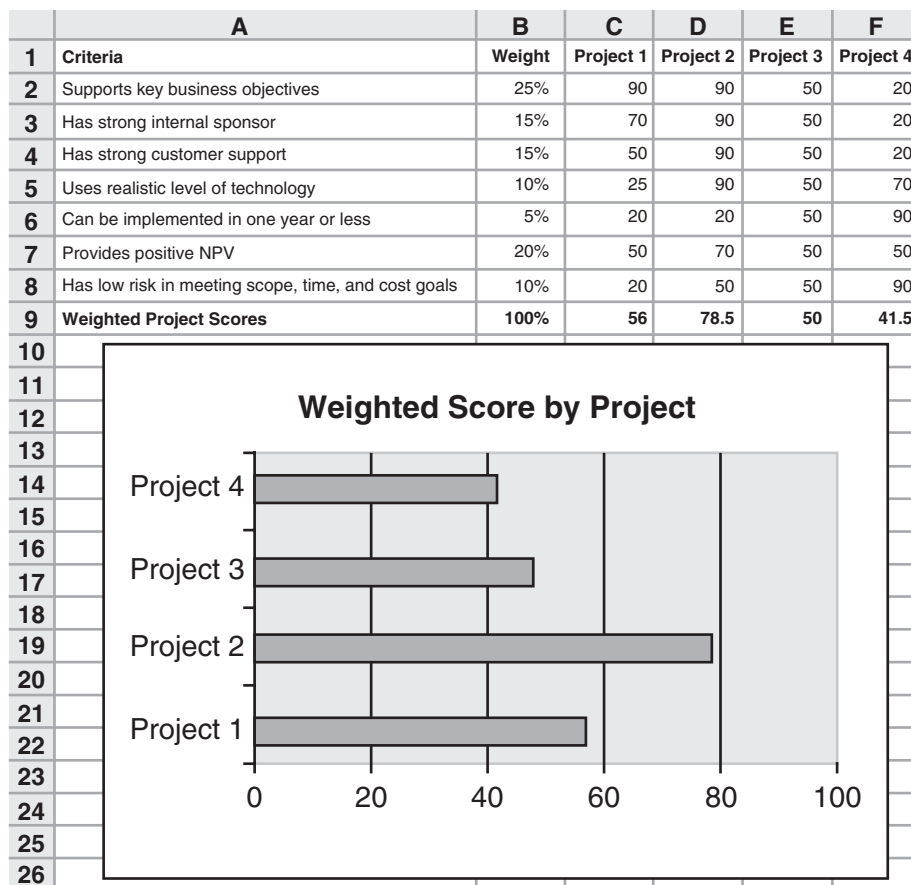 A B C D E F
1 Criteria Weight Project 1 Project 2 Project 3 Project 4
2 Supports key business objectives 25% 90 90 50 20
3 Has strong internal sponsor 15% 70 90 50 20
4 Has strong customer support 15% 50 90 50 20
5 Uses realistic level of technology 10% 25 90 50 70
6 Can be implemented in one year or less 5% 20 20 50 90
7 Provides positive NPV 20% 50 70 50 50
8 Has low risk in meeting scope, time, and cost goals 10% 20 50 50 90
9 Weighted Project Scores 100% 56 78.5 50 41.5
10
11
12 Weighted Score by Project
13
14 Project 4
15
16
17 Project 3
18
19 Project 2
20
21
22 Project 1
23
24 0 20 40 60 80 100
25
26